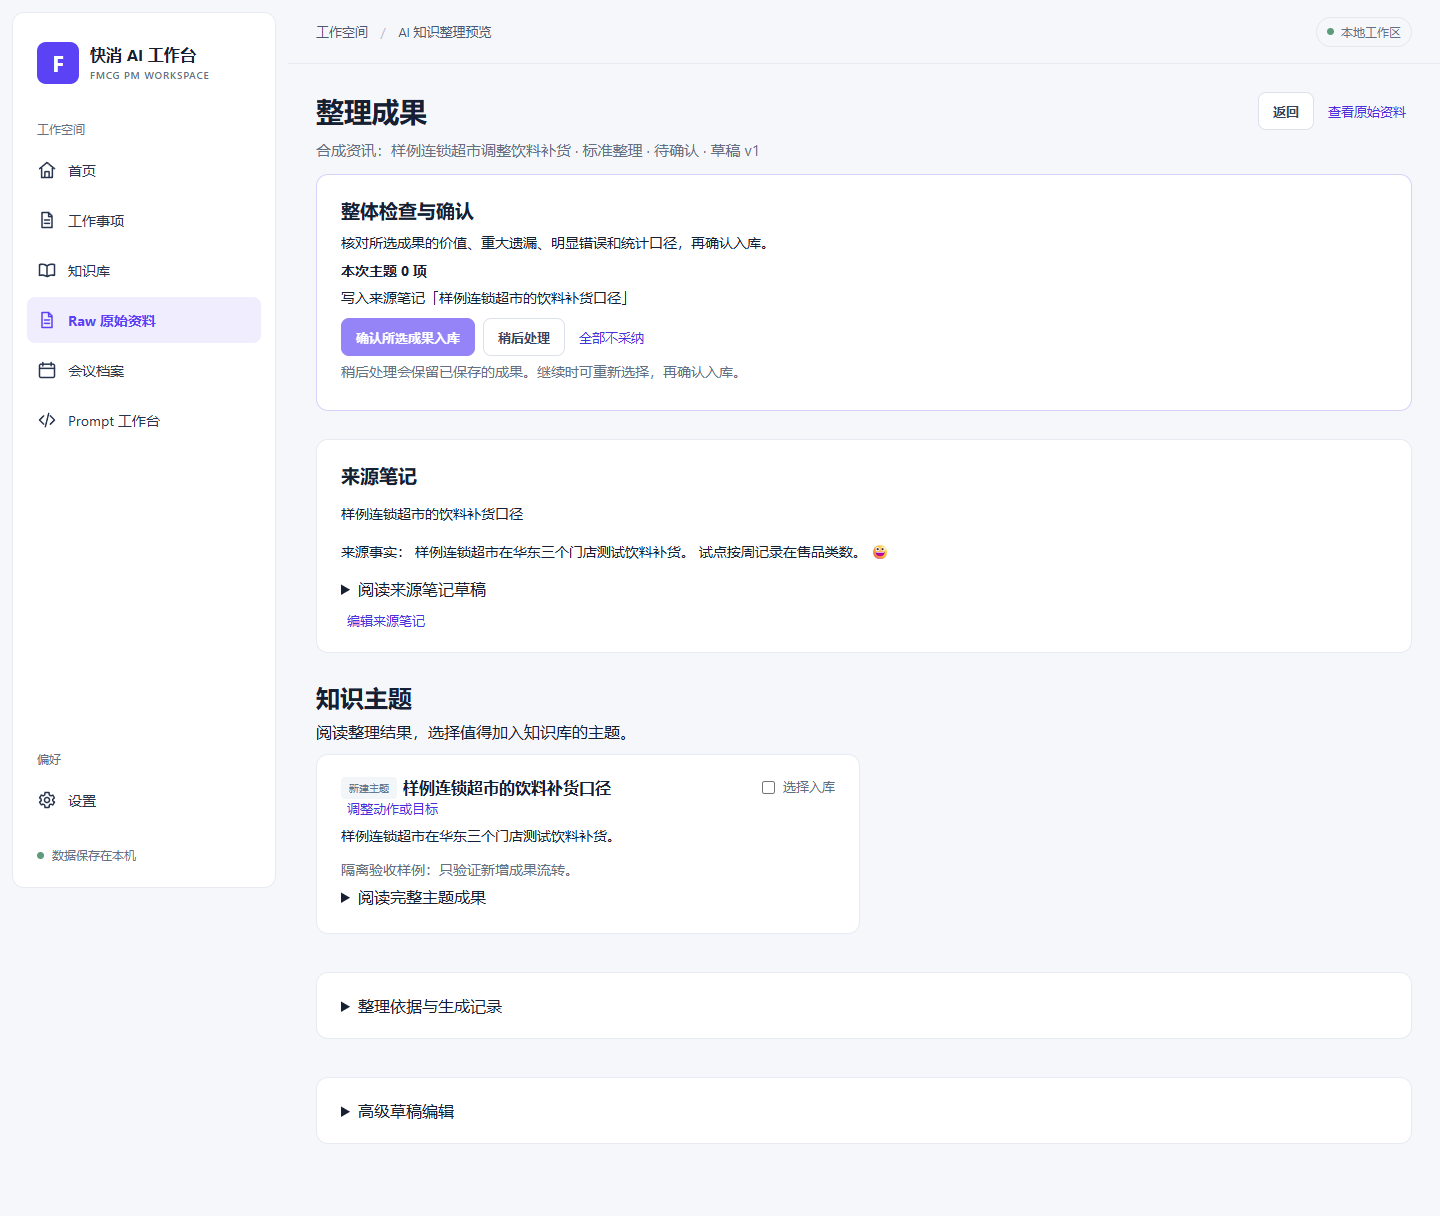 F
快消 AI 工作台
FMCG PM WORKSPACE
工作空间
首页
工作事项
知识库
Raw 原始资料
会议档案
Prompt 工作台
偏好
设置
数据保存在本机
工作空间 / AI 知识整理预览
本地工作区
整理成果
返回
查看原始资料
合成资讯：样例连锁超市调整饮料补货 · 标准整理 · 待确认 · 草稿 v1
整体检查与确认
核对所选成果的价值、重大遗漏、明显错误和统计口径，再确认入库。
本次主题 0 项
写入来源笔记「样例连锁超市的饮料补货口径」
确认所选成果入库
稍后处理
全部不采纳
稍后处理会保留已保存的成果。继续时可重新选择，再确认入库。
来源笔记
样例连锁超市的饮料补货口径
来源事实： 样例连锁超市在华东三个门店测试饮料补货。 试点按周记录在售品类数。 😀
▶ 阅读来源笔记草稿
编辑来源笔记
知识主题
阅读整理结果，选择值得加入知识库的主题。
新建主题 样例连锁超市的饮料补货口径
选择入库
调整动作或目标
样例连锁超市在华东三个门店测试饮料补货。
隔离验收样例：只验证新增成果流转。
▶ 阅读完整主题成果
▶ 整理依据与生成记录
▶ 高级草稿编辑